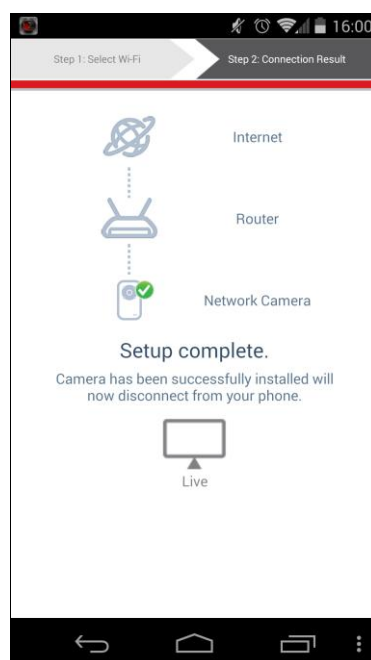 16:00
Step 1: Select Wi-Fi
Step 2: Connection Result
Internet
Router
Network Camera
Setup complete.
Camera has been successfully installed will
now disconnect from your phone.
Live